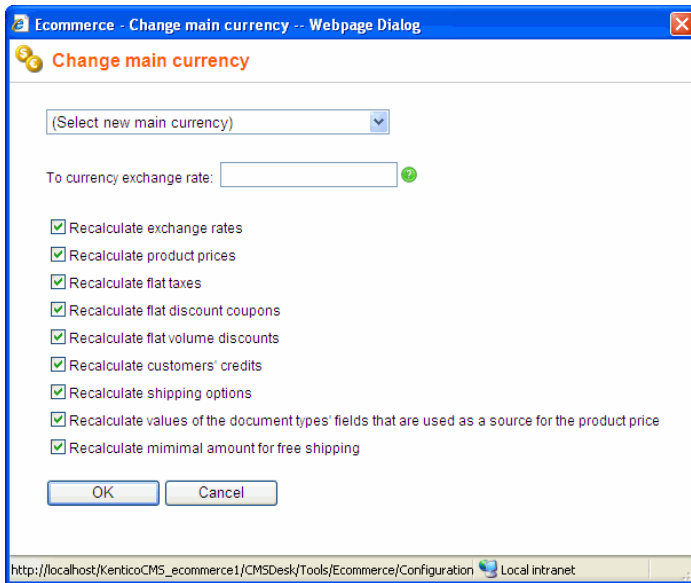 Ecommerce - Change main currency -- Webpage Dialog
Change main currency
(Select new main currency)
To currency exchange rate:
Recalculate exchange rates
Recalculate product prices
Recalculate flat taxes
Recalculate flat discount coupons
Recalculate flat volume discounts
Recalculate customers' credits
Recalculate shipping options
Recalculate values of the document types' fields that are used as a source for the product price
Recalculate mimimal amount for free shipping
OK Cancel
http://localhost/KenticoCMS_ecommerce1/CMSDesk/Tools/Ecommerce/Configuration Local intranet